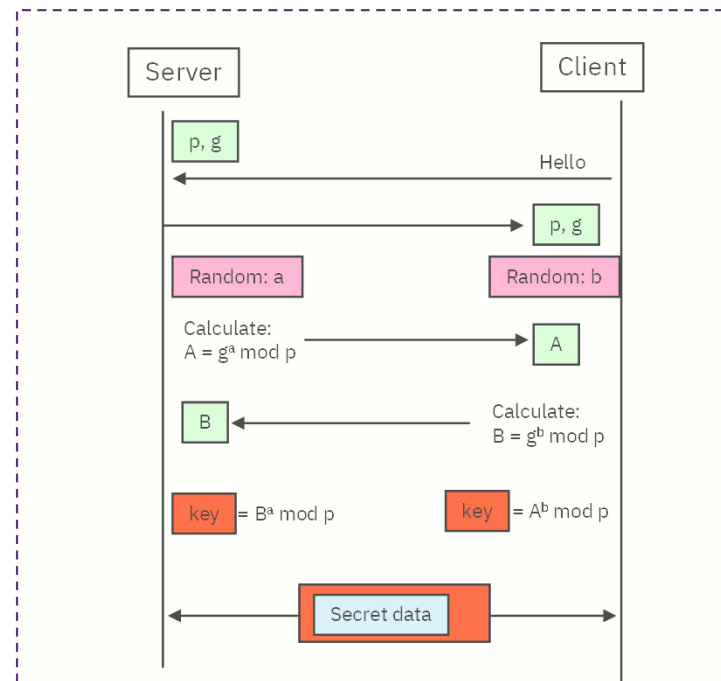 Server
Client
p, g
Hello
p, g
Random: a
Random: b
Calculate:
A = gᵃ mod p
A
B
Calculate:
B = gᵇ mod p
key = Bᵃ mod p
key = Aᵇ mod p
Secret data